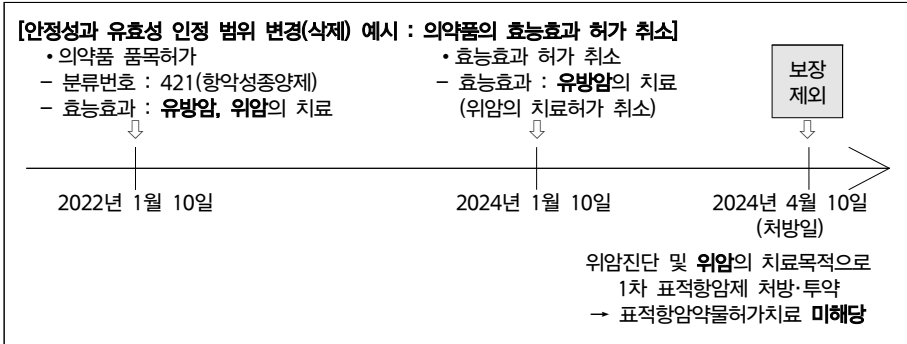 [안정성과 유효성 인정 범위 변경(삭제) 예시 : 의약품의 효능효과 허가 취소]
• 의약품 품목허가
– 분류번호 : 421(항악성종양제)
– 효능효과 : 유방암, 위암의 치료
• 효능효과 허가 취소
– 효능효과 : 유방암의 치료
(위암의 치료허가 취소)
보장
제외
2022년 1월 10일
2024년 1월 10일
2024년 4월 10일
(처방일)
위암진단 및 위암의 치료목적으로
1차 표적항암제 처방·투약
→ 표적항암약물허가치료 미해당